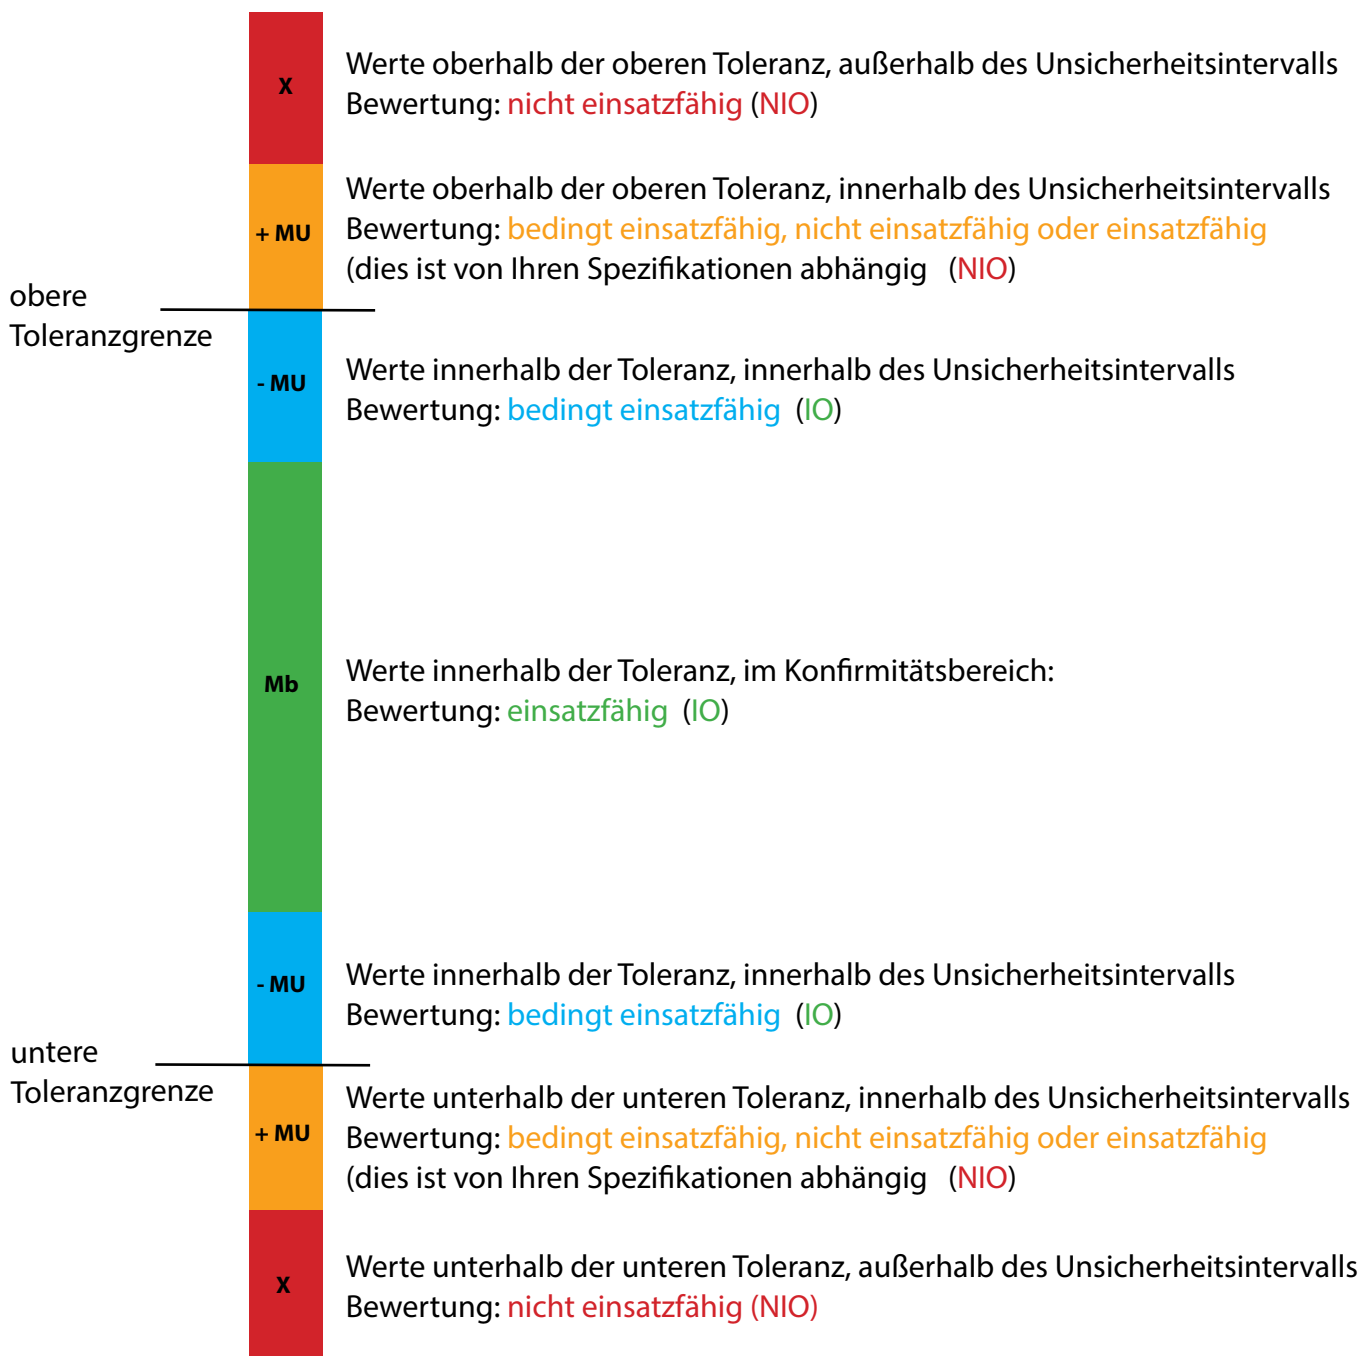 X
Werte oberhalb der oberen Toleranz, außerhalb des Unsicherheitsintervalls
Bewertung: nicht einsatzfähig (NIO)
+ MU
Werte oberhalb der oberen Toleranz, innerhalb des Unsicherheitsintervalls
Bewertung: bedingt einsatzfähig, nicht einsatzfähig oder einsatzfähig
(dies ist von Ihren Spezifikationen abhängig (NIO)
obere
Toleranzgrenze
- MU
Werte innerhalb der Toleranz, innerhalb des Unsicherheitsintervalls
Bewertung: bedingt einsatzfähig (IO)
Mb
Werte innerhalb der Toleranz, im Konfirmitätsbereich:
Bewertung: einsatzfähig (IO)
- MU
Werte innerhalb der Toleranz, innerhalb des Unsicherheitsintervalls
Bewertung: bedingt einsatzfähig (IO)
untere
Toleranzgrenze
+ MU
Werte unterhalb der unteren Toleranz, innerhalb des Unsicherheitsintervalls
Bewertung: bedingt einsatzfähig, nicht einsatzfähig oder einsatzfähig
(dies ist von Ihren Spezifikationen abhängig (NIO)
X
Werte unterhalb der unteren Toleranz, außerhalb des Unsicherheitsintervalls
Bewertung: nicht einsatzfähig (NIO)